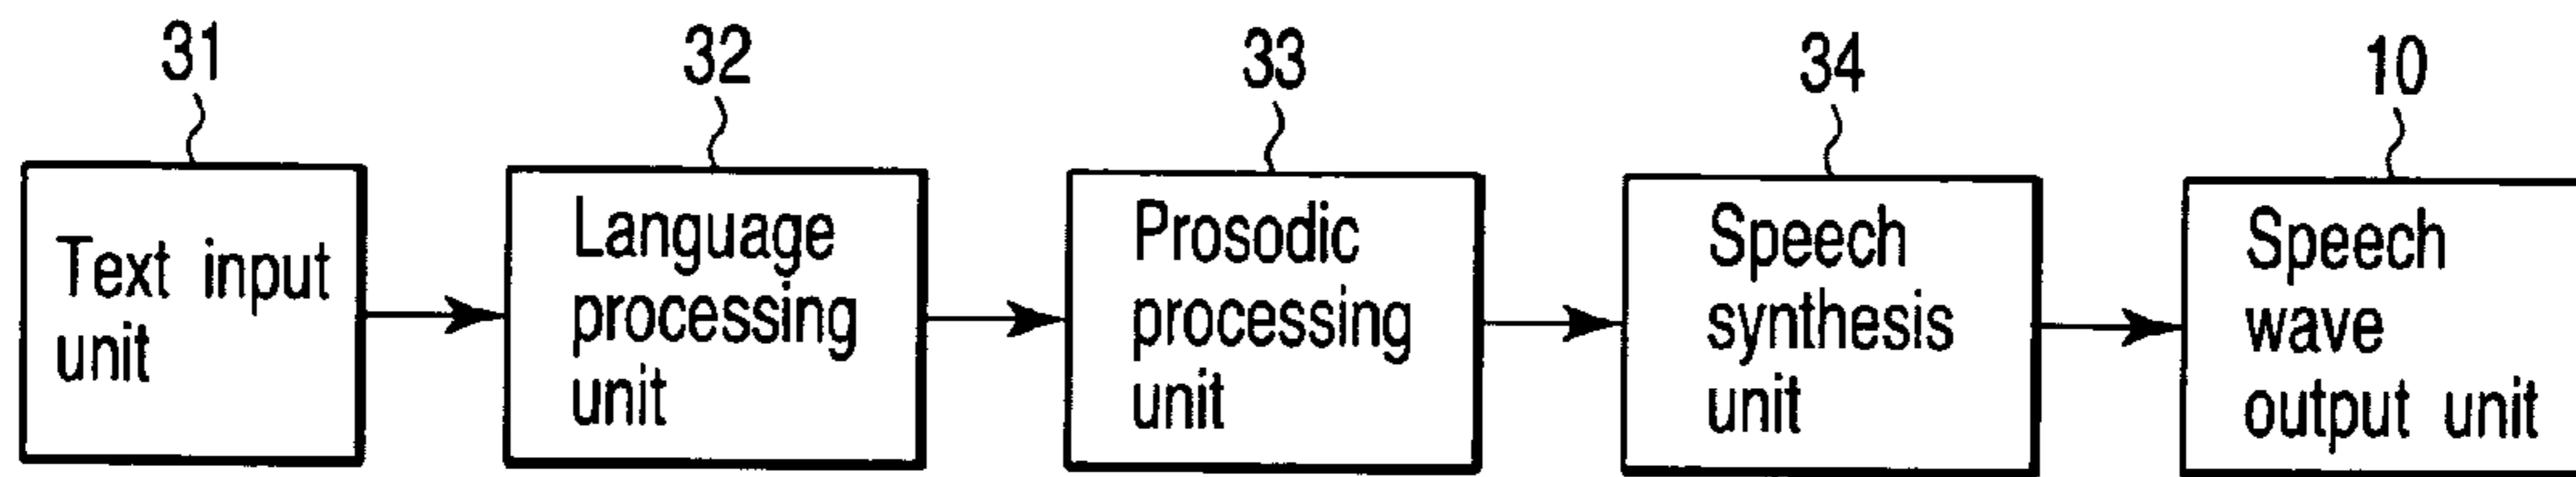 31
32
33
34
10
Text input
unit
Language
processing
unit
Prosodic
processing
unit
Speech
synthesis
unit
Speech
wave
output unit